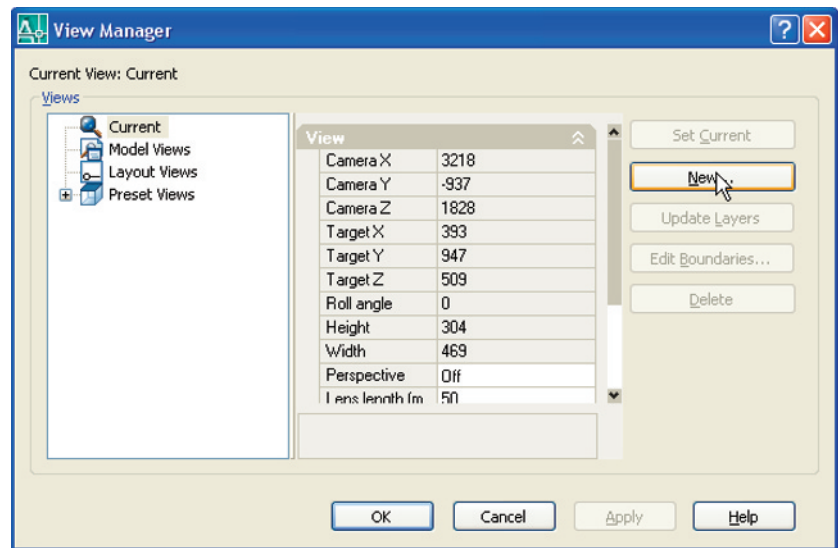 View Manager
Current View: Current
Views
Current
Model Views
Layout Views
Preset Views
View
Camera X 3218
Camera Y -937
Camera Z 1828
Target X 393
Target Y 947
Target Z 509
Roll angle 0
Height 304
Width 469
Perspective Off
Lens length (m 50
Set Current
New...
Update Layers
Edit Boundaries...
Delete
OK
Cancel
Apply
Help